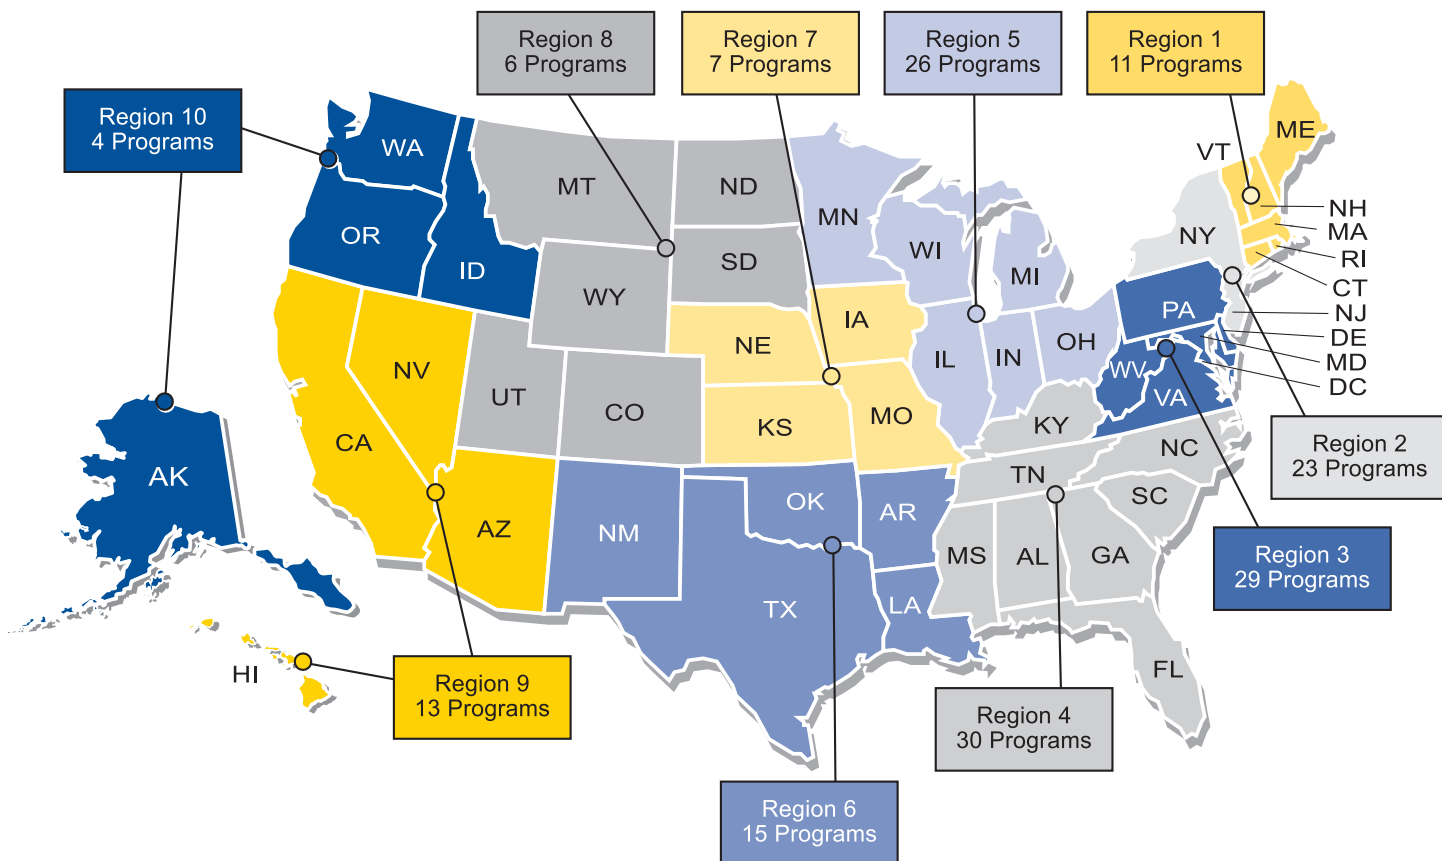 Region 8
6 Programs
Region 7
7 Programs
Region 5
26 Programs
Region 1
11 Programs
Region 10
4 Programs
WA
MT
ND
MN
VT
ME
OR
ID
WY
SD
WI
MI
NY
NH
MA
RI
CT
NJ
DE
MD
DC
NV
UT
CO
NE
IA
IL
IN
OH
PA
WV
VA
CA
KS
MO
KY
NC
TN
SC
Region 2
23 Programs
AK
AZ
NM
OK
AR
MS
AL
GA
Region 3
29 Programs
TX
LA
FL
HI
Region 9
13 Programs
Region 4
30 Programs
Region 6
15 Programs